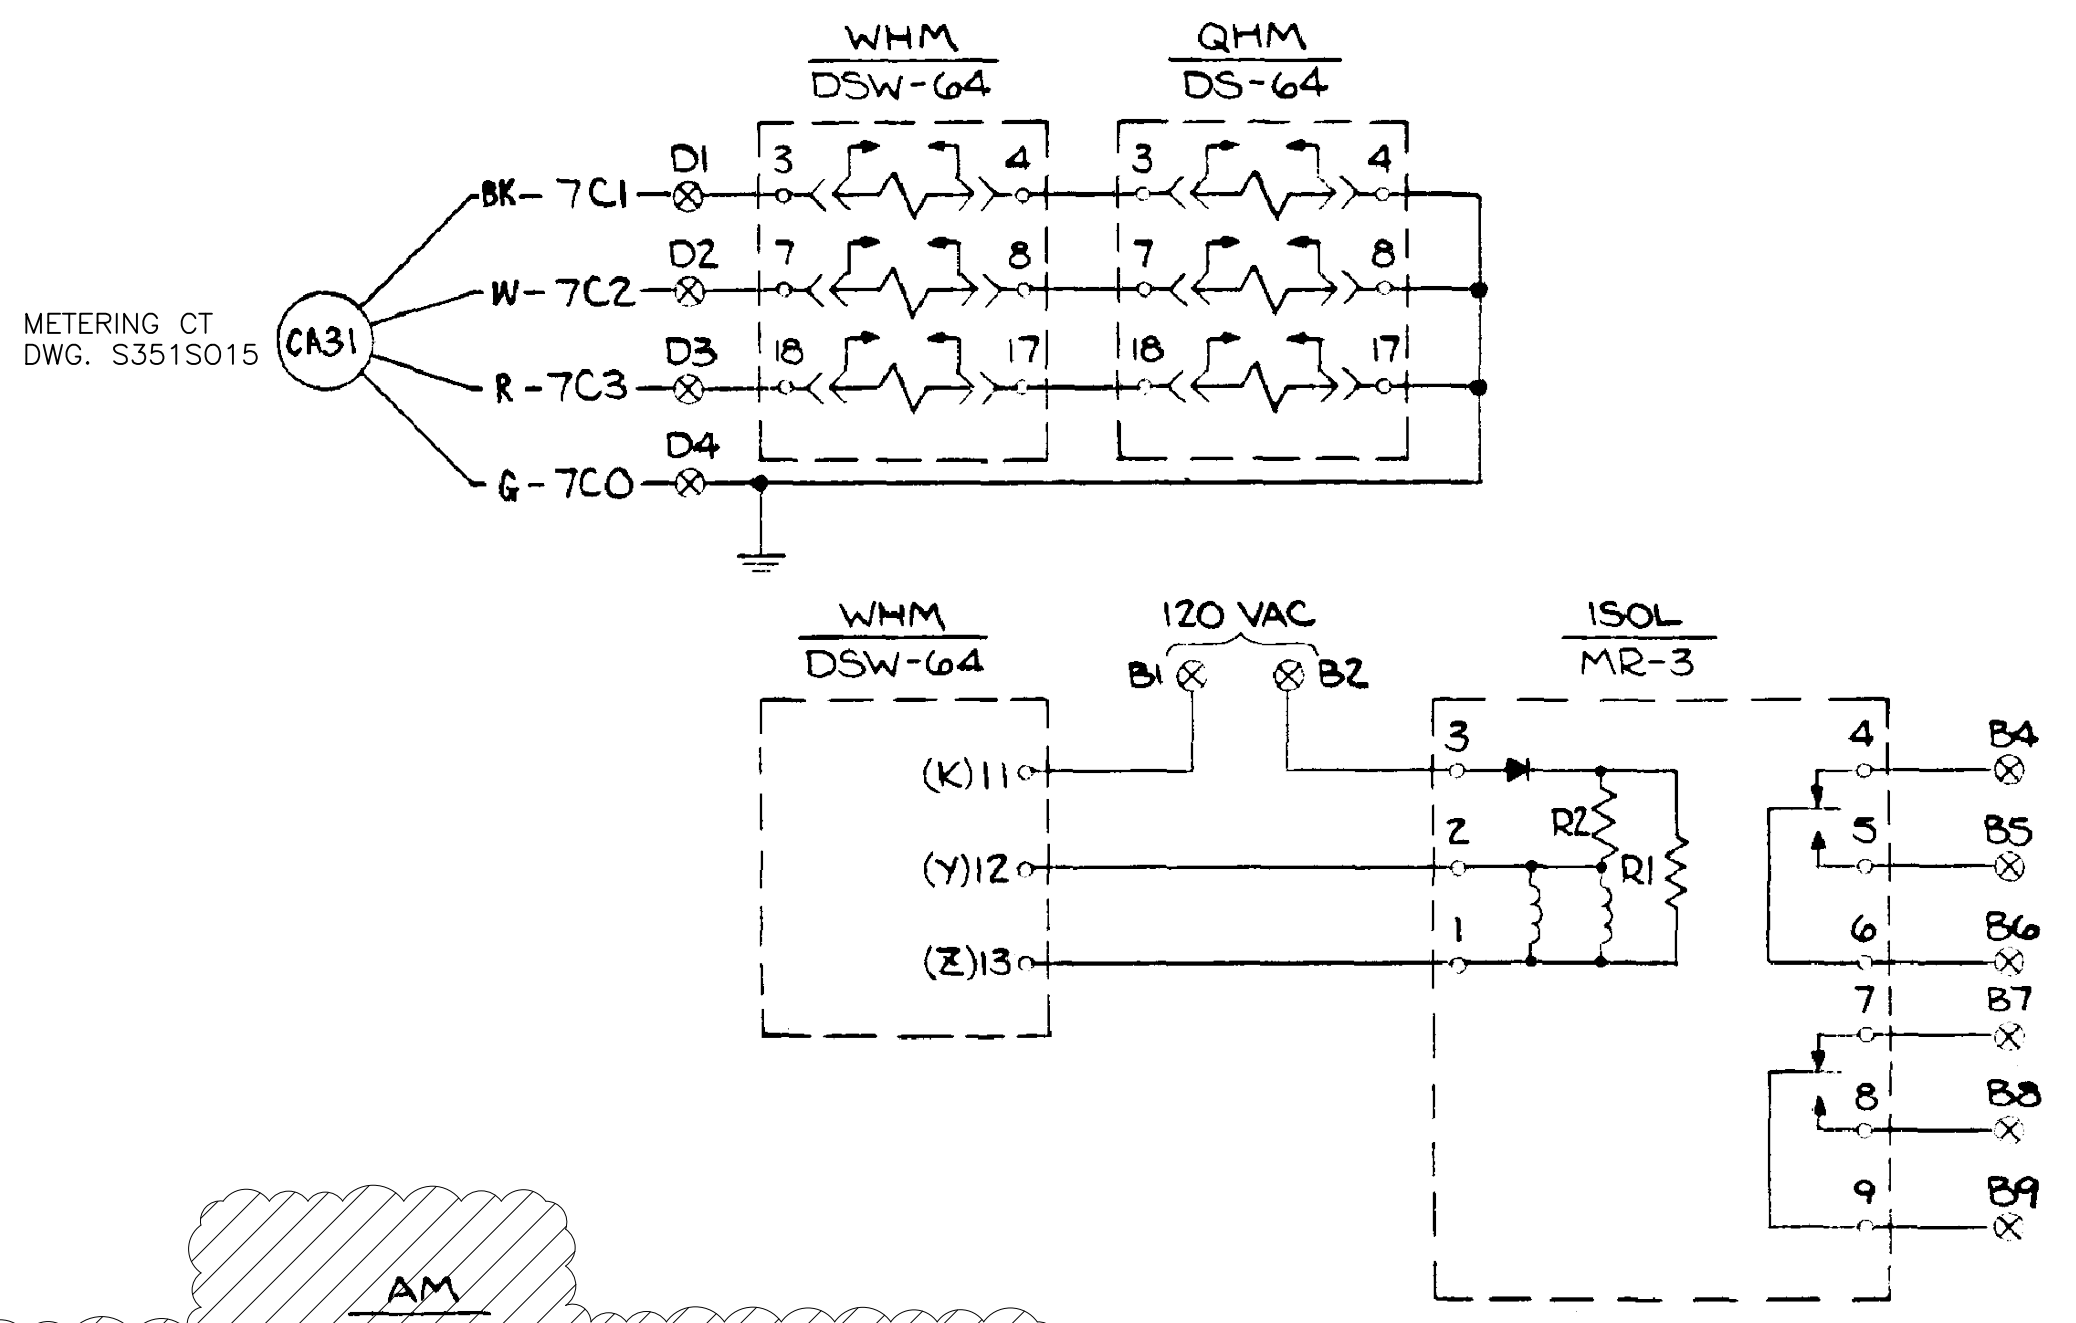 WHM
DSW-64
QHM
DS-64
BK- 7C1
D1
3
4
3
4
W- 7C2
D2
7
8
7
8
METERING CT
DWG. S351S015
CA31
R - 7C3
D3
18
17
18
17
G - 7C0
D4
WHM
DSW-64
120 VAC
B1
B2
ISOL
MR-3
(K)11
3
4
B4
R2
(Y)12
2
R1
5
B5
(Z)13
1
6
B6
7
B7
8
B8
9
B9
AM